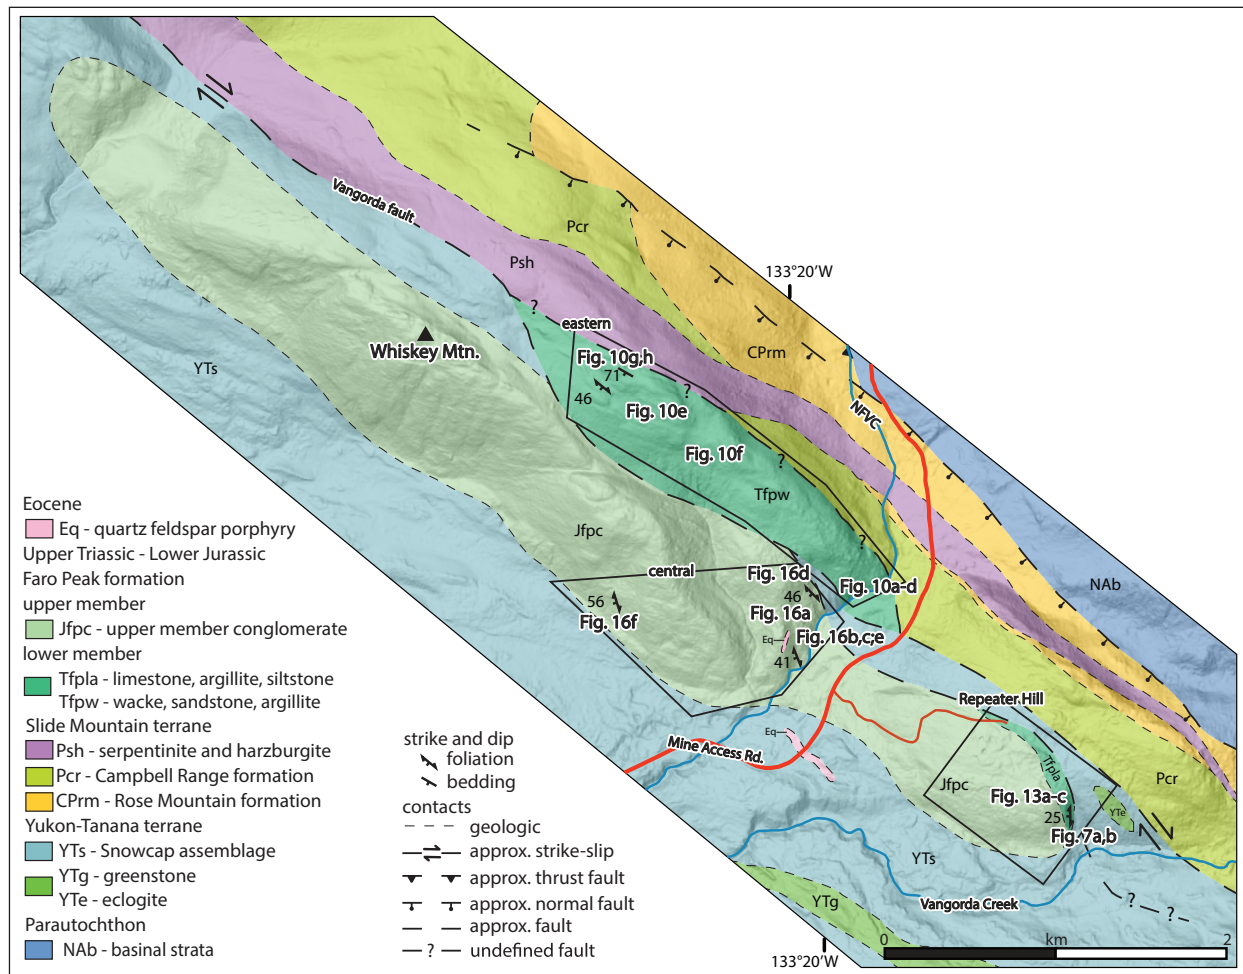 133°20'W
Vangorda fault
Pcr
Psh
?
eastern
CPrm
Whiskey Mtn.
Fig. 10g,h
71
46
?
YTs
Fig. 10e
NFVC
Fig. 10f
?
Tfpw
Jfpc
?
central
Fig. 16d
Fig. 10a-d
NAb
56
46
Fig. 16a
Fig. 16f
Eq
Fig. 16b,c;e
41
Repeater Hill
Eq
Mine Access Rd.
Tfpla
Jfpc
Pcr
Fig. 13a-c
25
YTe
Fig. 7a,b
YTs
Vangorda Creek
? ?
YTg
133°20'W
0 km 2
Eocene
Eq - quartz feldspar porphyry
Upper Triassic - Lower Jurassic
Faro Peak formation
upper member
Jfpc - upper member conglomerate
lower member
Tfpla - limestone, argillite, siltstone
Tfpw - wacke, sandstone, argillite
Slide Mountain terrane
Psh - serpentinite and harzburgite
Pcr - Campbell Range formation
CPrm - Rose Mountain formation
Yukon-Tanana terrane
YTs - Snowcap assemblage
YTg - greenstone
YTe - eclogite
Parautochthon
NAb - basinal strata
strike and dip
foliation
bedding
contacts
geologic
approx. strike-slip
approx. thrust fault
approx. normal fault
approx. fault
? undefined fault